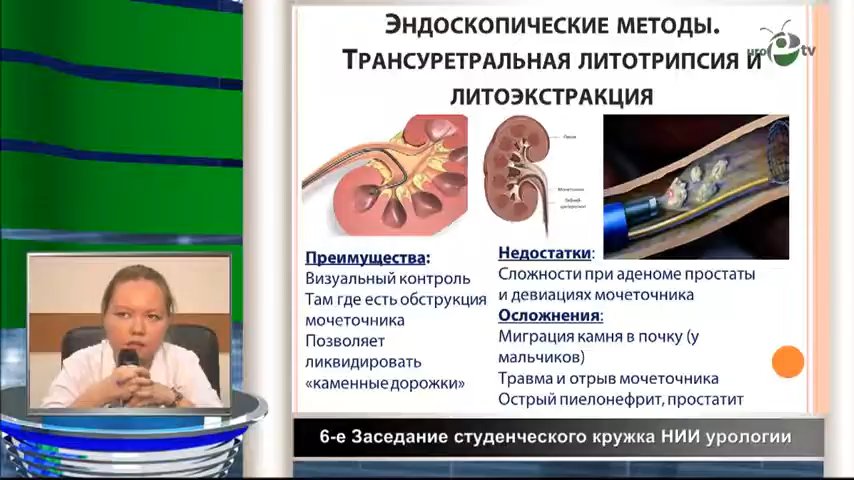 Эндоскопические методы.
Трансуретральная литотрипсия и
литоэкстракция
uro tv
Почка
Мочеточник
Преимущества:
Визуальный контроль
Там где есть обструкция
мочеточника
Позволяет
ликвидировать
«каменные дорожки»
Недостатки:
Сложности при аденоме простаты
и девиациях мочеточника
Осложнения:
Миграция камня в почку (у
мальчиков)
Травма и отрыв мочеточника
Острый пиелонефрит, простатит
6-е Заседание студенческого кружка НИИ урологии